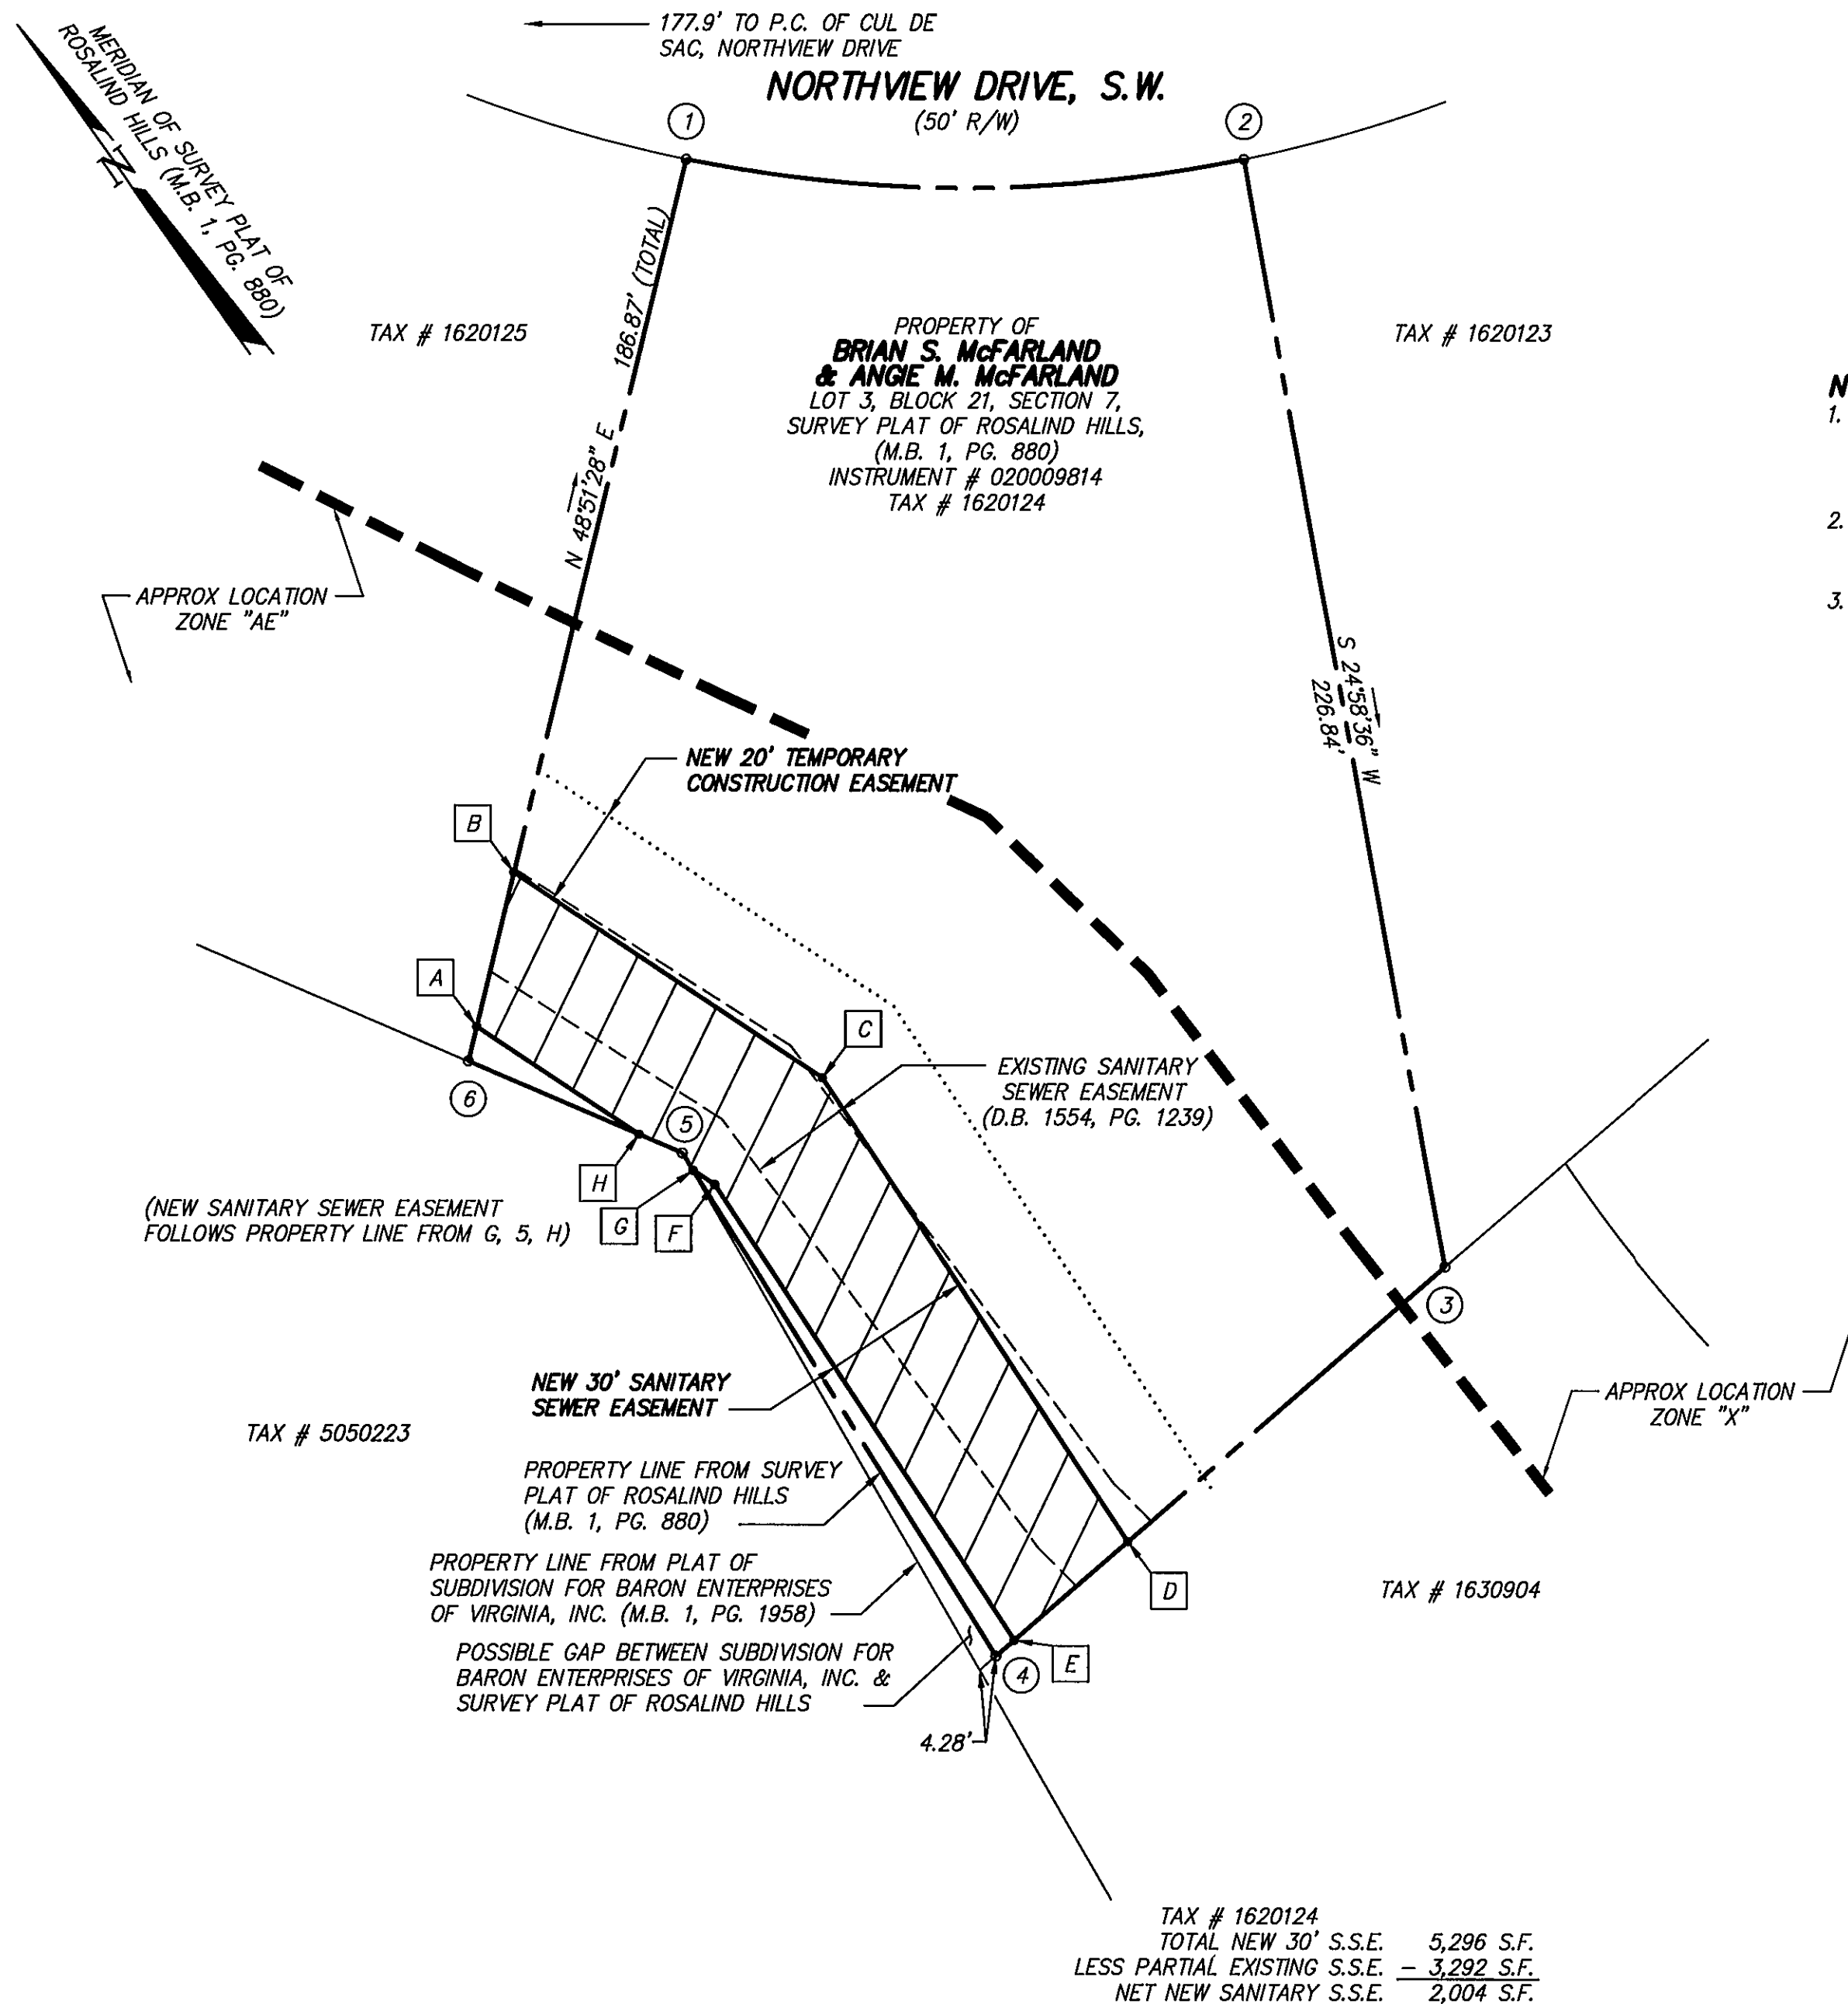 177.9' TO P.C. OF CUL DE
SAC, NORTHVIEW DRIVE
NORTHVIEW DRIVE, S.W.
(50' R/W)
MERIDIAN OF SURVEY PLAT OF
ROSALIND HILLS (M.B. 1, PG. 880)
N
1
2
186.87' (TOTAL)
N 48°51'28" E
TAX # 1620125
PROPERTY OF
BRIAN S. McFARLAND
& ANGIE M. McFARLAND
LOT 3, BLOCK 21, SECTION 7,
SURVEY PLAT OF ROSALIND HILLS,
(M.B. 1, PG. 880)
INSTRUMENT # 020009814
TAX # 1620124
TAX # 1620123
N
1.
2.
3.
APPROX LOCATION
ZONE "AE"
S 24°58'36" W
226.84'
NEW 20' TEMPORARY
CONSTRUCTION EASEMENT
B
A
C
6
5
EXISTING SANITARY
SEWER EASEMENT
(D.B. 1554, PG. 1239)
H
G
F
(NEW SANITARY SEWER EASEMENT
FOLLOWS PROPERTY LINE FROM G, 5, H)
3
NEW 30' SANITARY
SEWER EASEMENT
APPROX LOCATION
ZONE "X"
TAX # 5050223
PROPERTY LINE FROM SURVEY
PLAT OF ROSALIND HILLS
(M.B. 1, PG. 880)
PROPERTY LINE FROM PLAT OF
SUBDIVISION FOR BARON ENTERPRISES
OF VIRGINIA, INC. (M.B. 1, PG. 1958)
D
TAX # 1630904
POSSIBLE GAP BETWEEN SUBDIVISION FOR
BARON ENTERPRISES OF VIRGINIA, INC. &
SURVEY PLAT OF ROSALIND HILLS
4
E
4.28'
TAX # 1620124
TOTAL NEW 30' S.S.E. 5,296 S.F.
LESS PARTIAL EXISTING S.S.E. - 3,292 S.F.
NET NEW SANITARY S.S.E. 2,004 S.F.